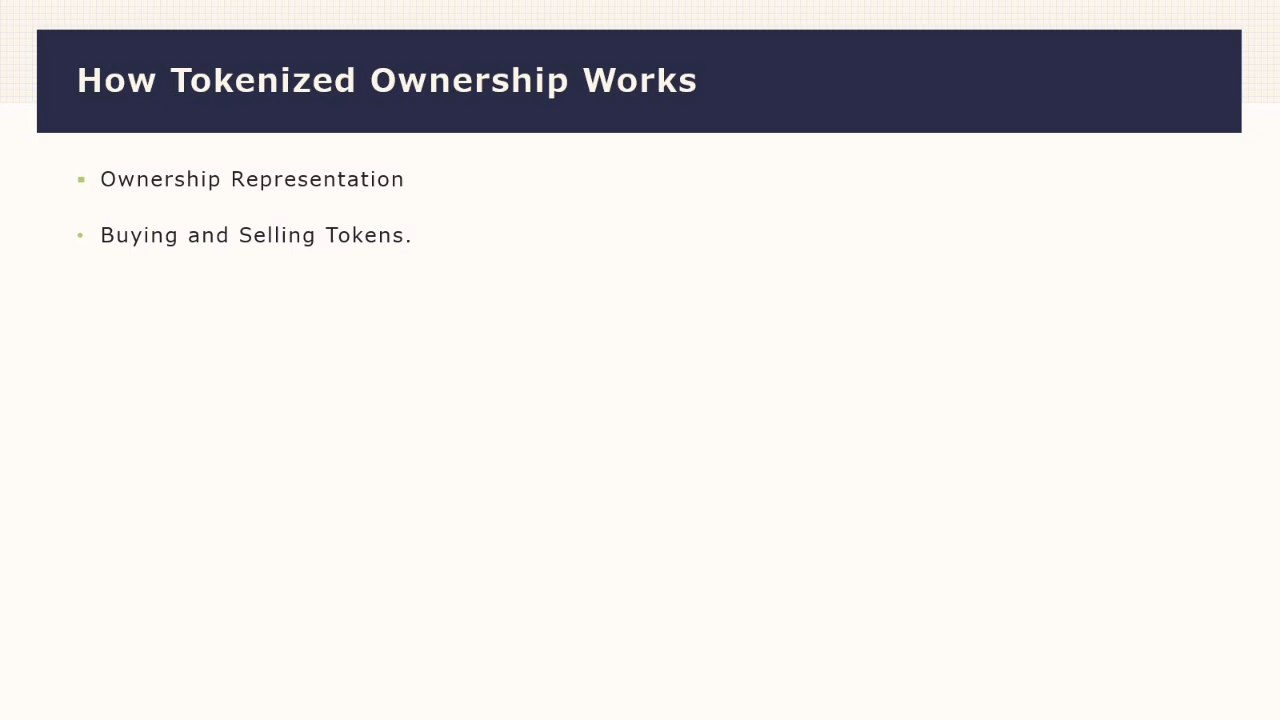 How Tokenized Ownership Works
Ownership Representation
Buying and Selling Tokens.